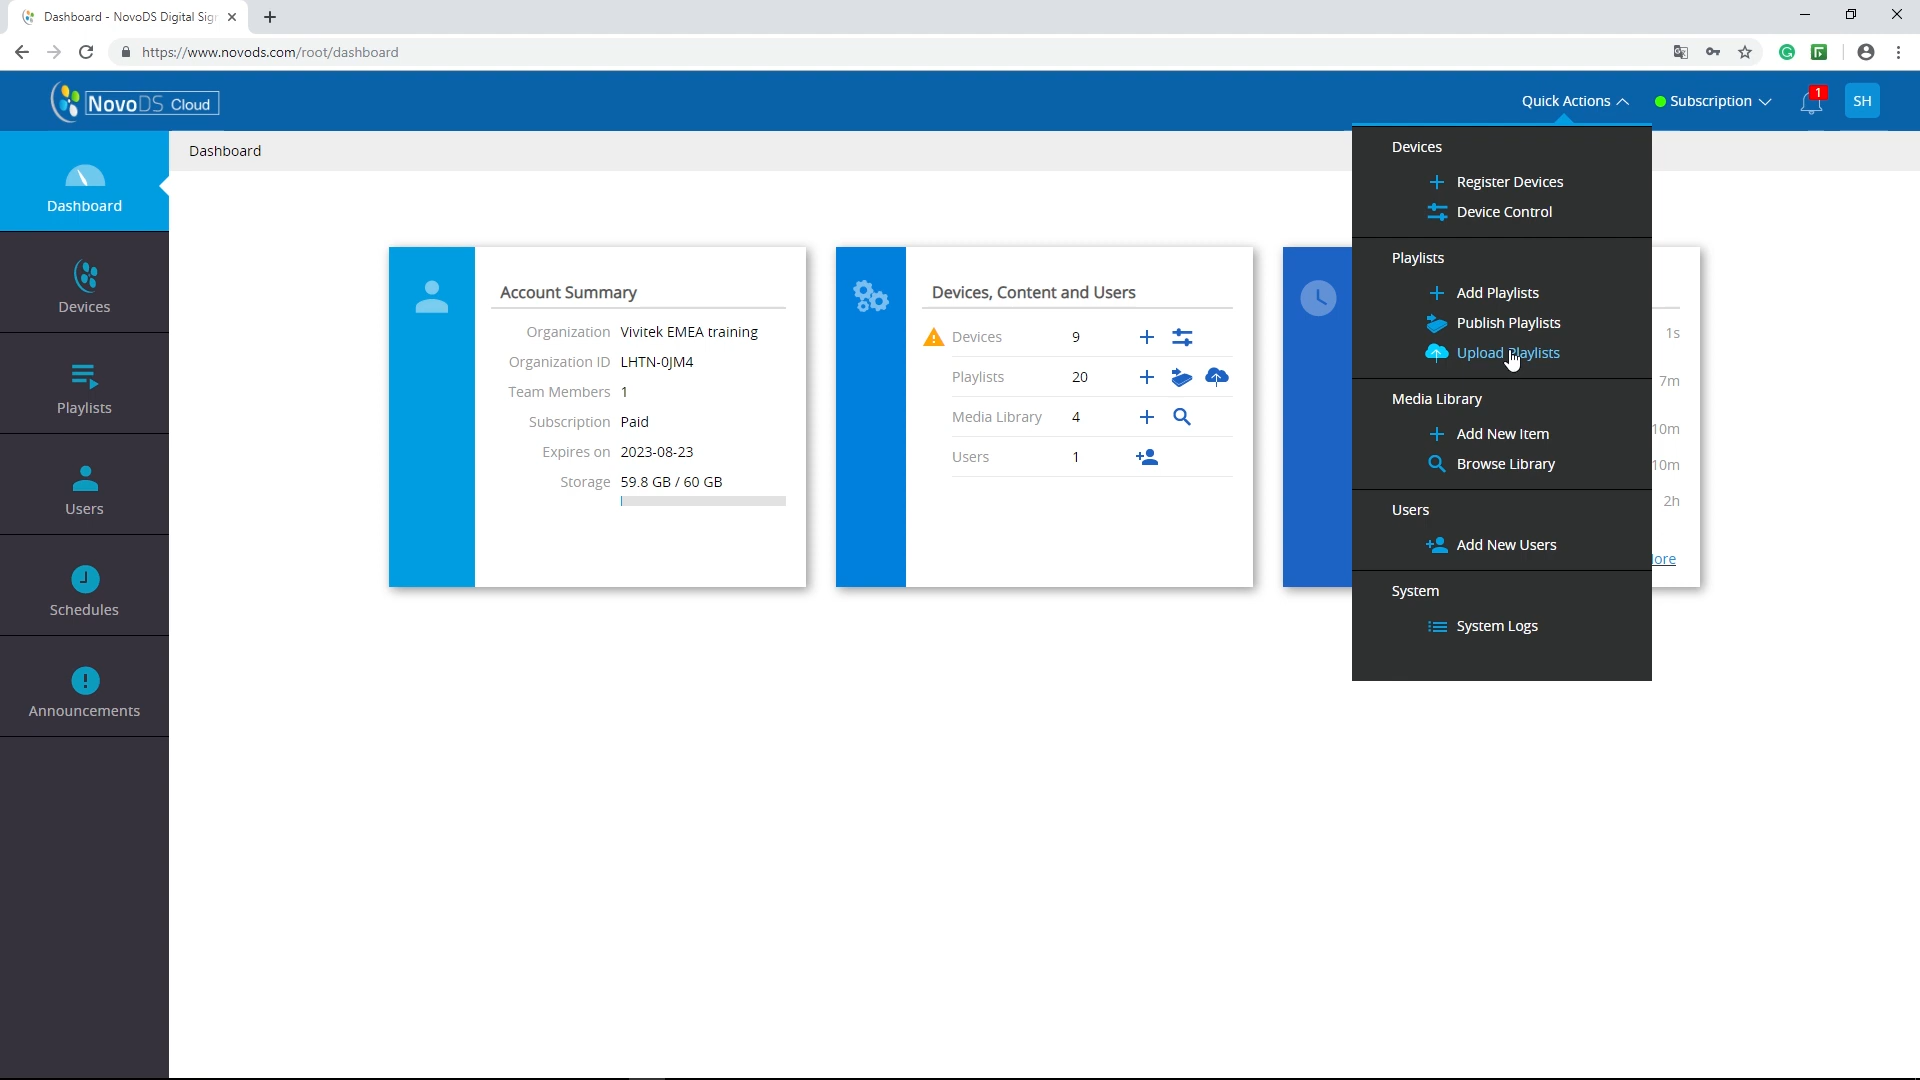 Dashboard - NovoDS Digital Sig
https://www.novods.com/root/dashboard
NovoDS Cloud
Quick Actions
Subscription
1
SH
Dashboard
Dashboard
Devices
Playlists
Users
Schedules
Announcements
Account Summary
Organization Vivitek EMEA training
Organization ID LHTN-0JM4
Team Members 1
Subscription Paid
Expires on 2023-08-23
Storage 59.8 GB / 60 GB
Devices, Content and Users
Devices 9
Playlists 20
Media Library 4
Users 1
Devices
Register Devices
Device Control
Playlists
Add Playlists
Publish Playlists
Upload Playlists
Media Library
Add New Item
Browse Library
Users
Add New Users
System
System Logs
1s
7m
10m
10m
2h
ore